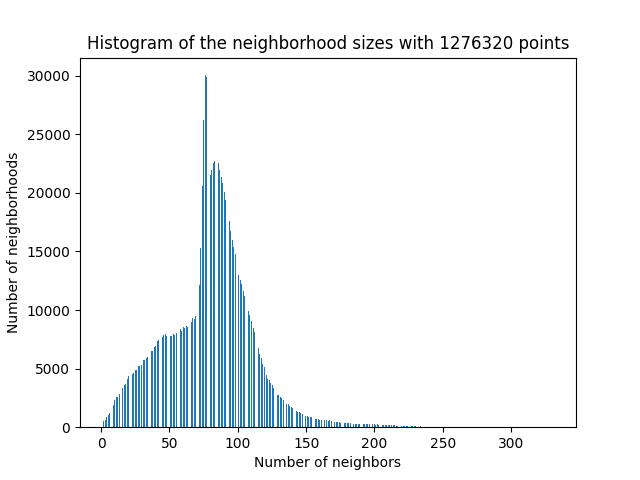 Histogram of the neighborhood sizes with 1276320 points
30000
25000
20000
15000
10000
5000
0
Number of neighborhoods
0 50 100 150 200 250 300
Number of neighbors